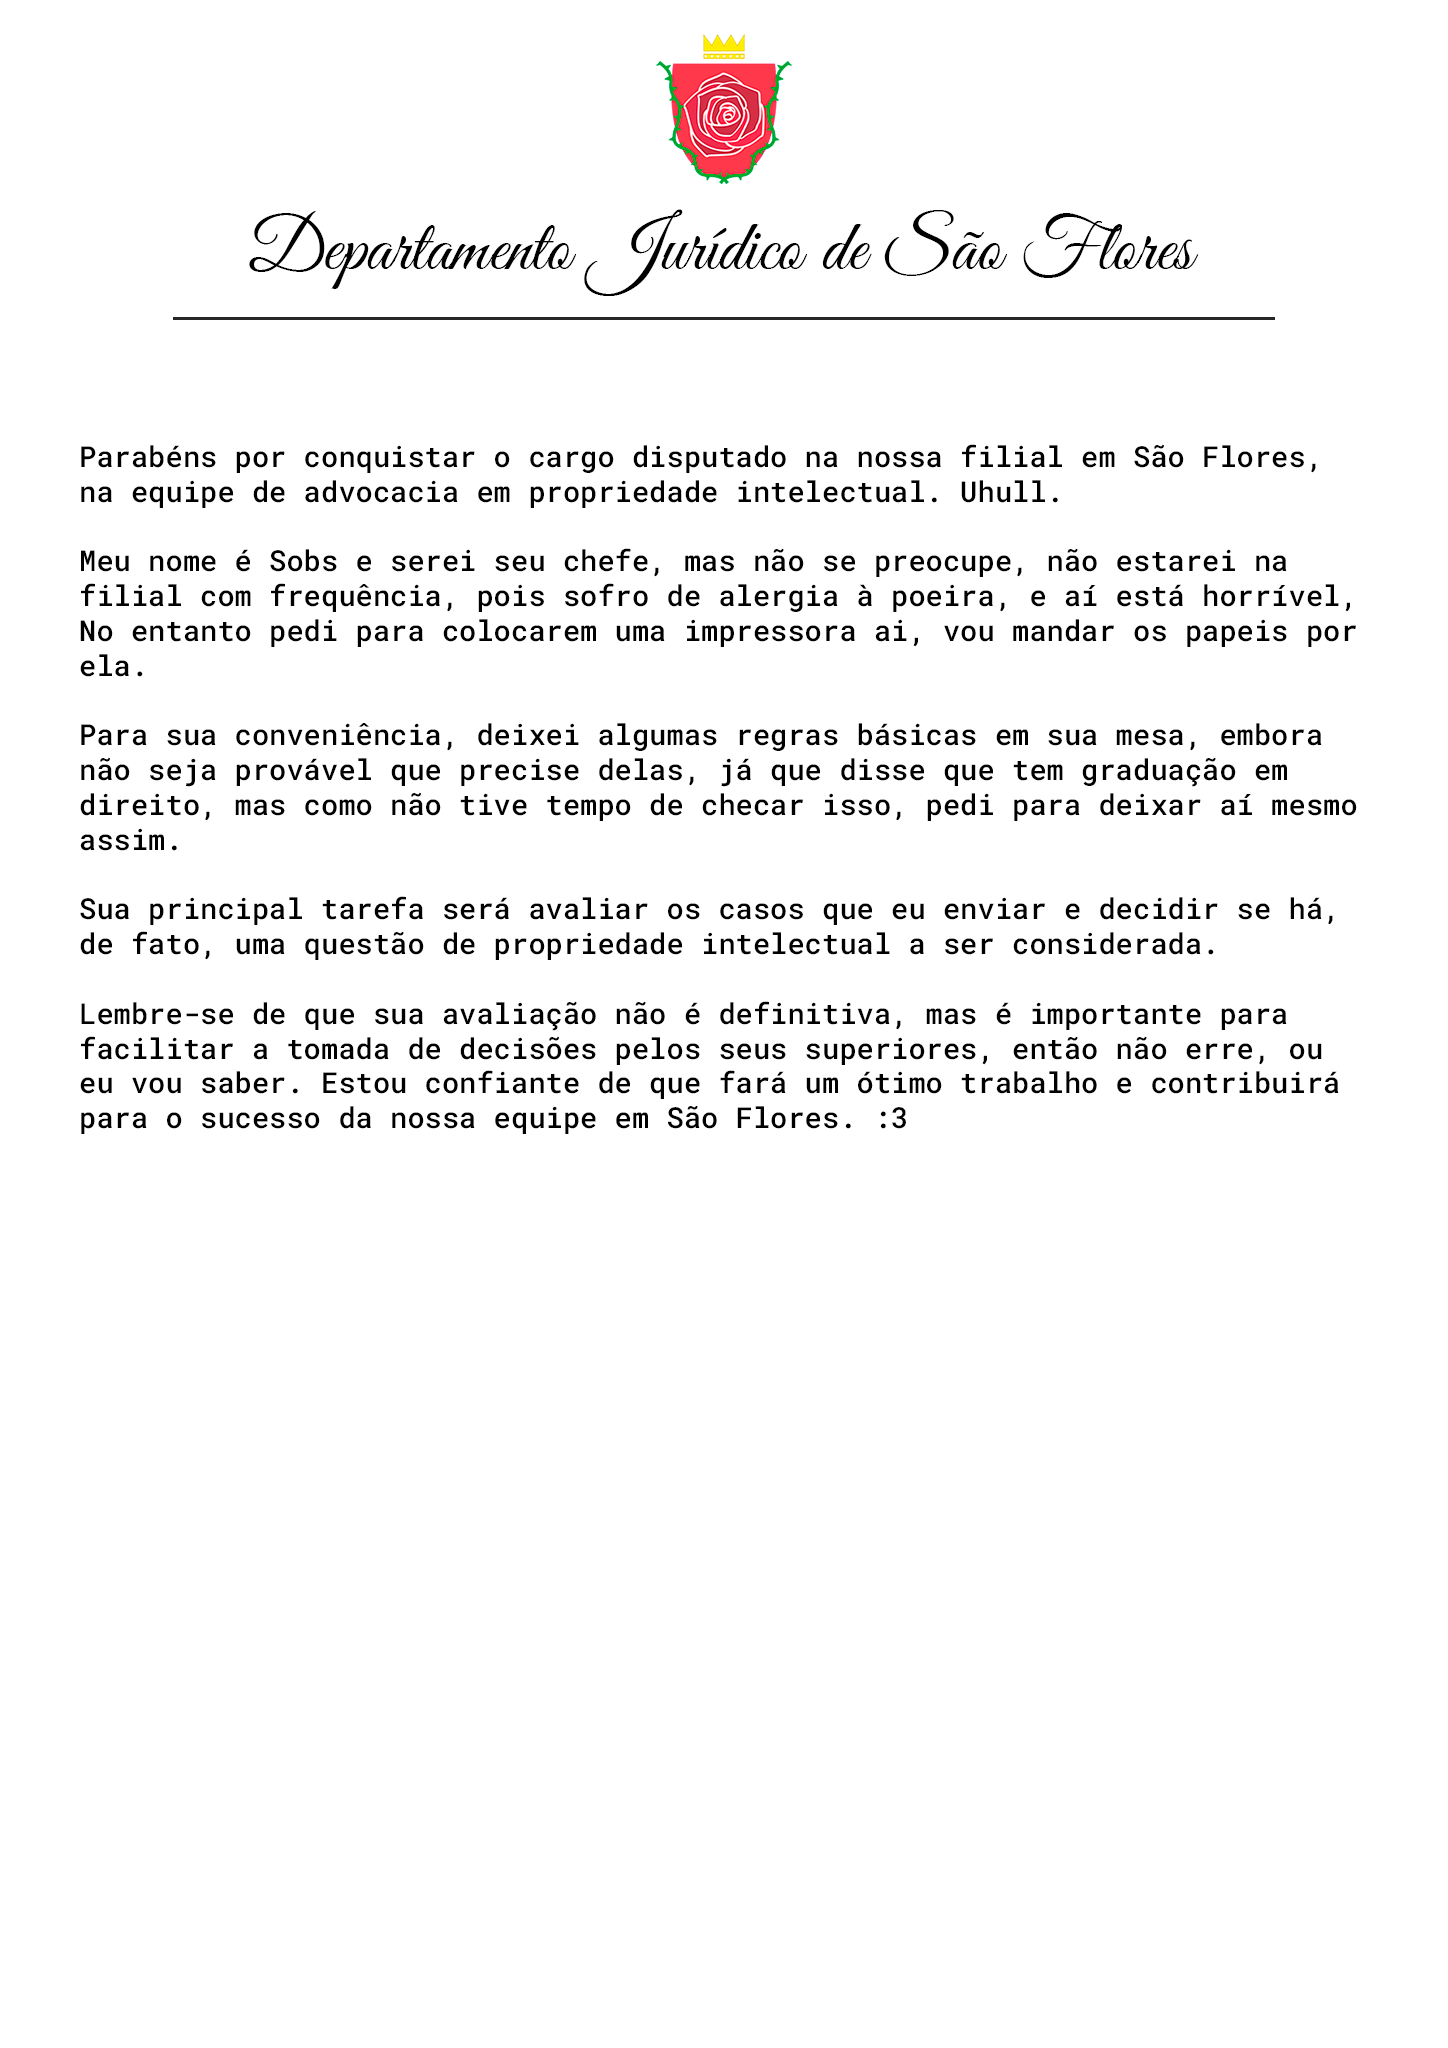 Departamento Jurídico de São Flores
Parabéns por conquistar o cargo disputado na nossa filial em São Flores,
na equipe de advocacia em propriedade intelectual. Uhull.
Meu nome é Sobs e serei seu chefe, mas não se preocupe, não estarei na
filial com frequência, pois sofro de alergia à poeira, e aí está horrível,
No entanto pedi para colocarem uma impressora ai, vou mandar os papeis por
ela.
Para sua conveniência, deixei algumas regras básicas em sua mesa, embora
não seja provável que precise delas, já que disse que tem graduação em
direito, mas como não tive tempo de checar isso, pedi para deixar aí mesmo
assim.
Sua principal tarefa será avaliar os casos que eu enviar e decidir se há,
de fato, uma questão de propriedade intelectual a ser considerada.
Lembre-se de que sua avaliação não é definitiva, mas é importante para
facilitar a tomada de decisões pelos seus superiores, então não erre, ou
eu vou saber. Estou confiante de que fará um ótimo trabalho e contribuirá
para o sucesso da nossa equipe em São Flores. :3